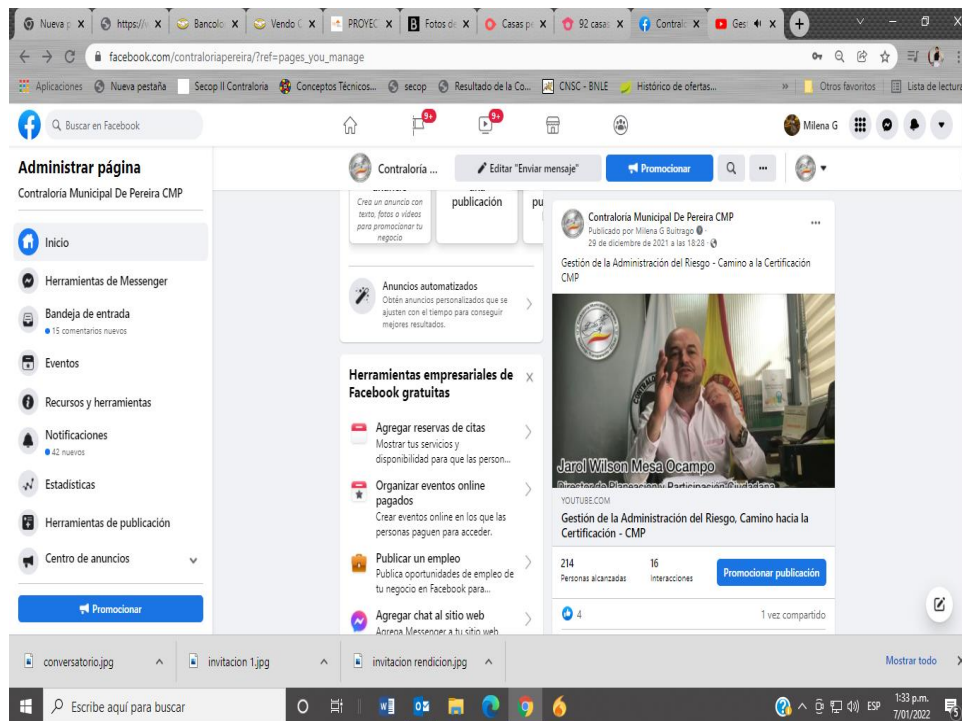 Nueva p
https://
Bancolo
Vendo C
PROYEC
Fotos de
Casas pe
92 casas
Contralo
Ges
facebook.com/contraloriapereira/?ref=pages_you_manage
Aplicaciones
Nueva pestaña
Secop II Contraloria
Conceptos Técnicos...
secop
Resultado de la Co...
CNSC - BNLE
Histórico de ofertas...
»
Otros favoritos
Lista de lectura
Buscar en Facebook
9+
9+
Milena G
Administrar página
Contraloría Municipal De Pereira CMP
Inicio
Herramientas de Messenger
Bandeja de entrada
15 comentarios nuevos
Eventos
Recursos y herramientas
Notificaciones
42 nuevos
Estadísticas
Herramientas de publicación
Centro de anuncios
Promocionar
Contraloría ...
Editar "Enviar mensaje"
Promocionar
anuncio
Crea un anuncio con
texto, fotos o videos
para promocionar tu
negocio
una
publicación
pu
Anuncios automatizados
Obtén anuncios personalizados que se
ajusten con el tiempo para conseguir
mejores resultados.
Herramientas empresariales de
Facebook gratuitas
Agregar reservas de citas
Mostrar tus servicios y
disponibilidad para que las person...
Organizar eventos online
pagados
Crear eventos online en los que las
personas paguen para acceder.
Publicar un empleo
Publica oportunidades de empleo de
tu negocio en Facebook para...
Agregar chat al sitio web
Agrega Messenger a tu sitio web
Contraloría Municipal De Pereira CMP
Publicado por Milena G Buitrago
29 de diciembre de 2021 a las 18:28 ·
Gestión de la Administración del Riesgo - Camino a la Certificación
CMP
Jarol Wilson Mesa Ocampo
Director de Planeacion y Participación Ciudadana
YOUTUBE.COM
Gestión de la Administración del Riesgo, Camino hacia la
Certificación - CMP
214
Personas alcanzadas
16
Interacciones
Promocionar publicación
4
1 vez compartido
conversatorio.jpg
invitacion 1.jpg
invitacion rendicion.jpg
Mostrar todo
Escribe aquí para buscar
ESP
1:33 p.m.
7/01/2022
5